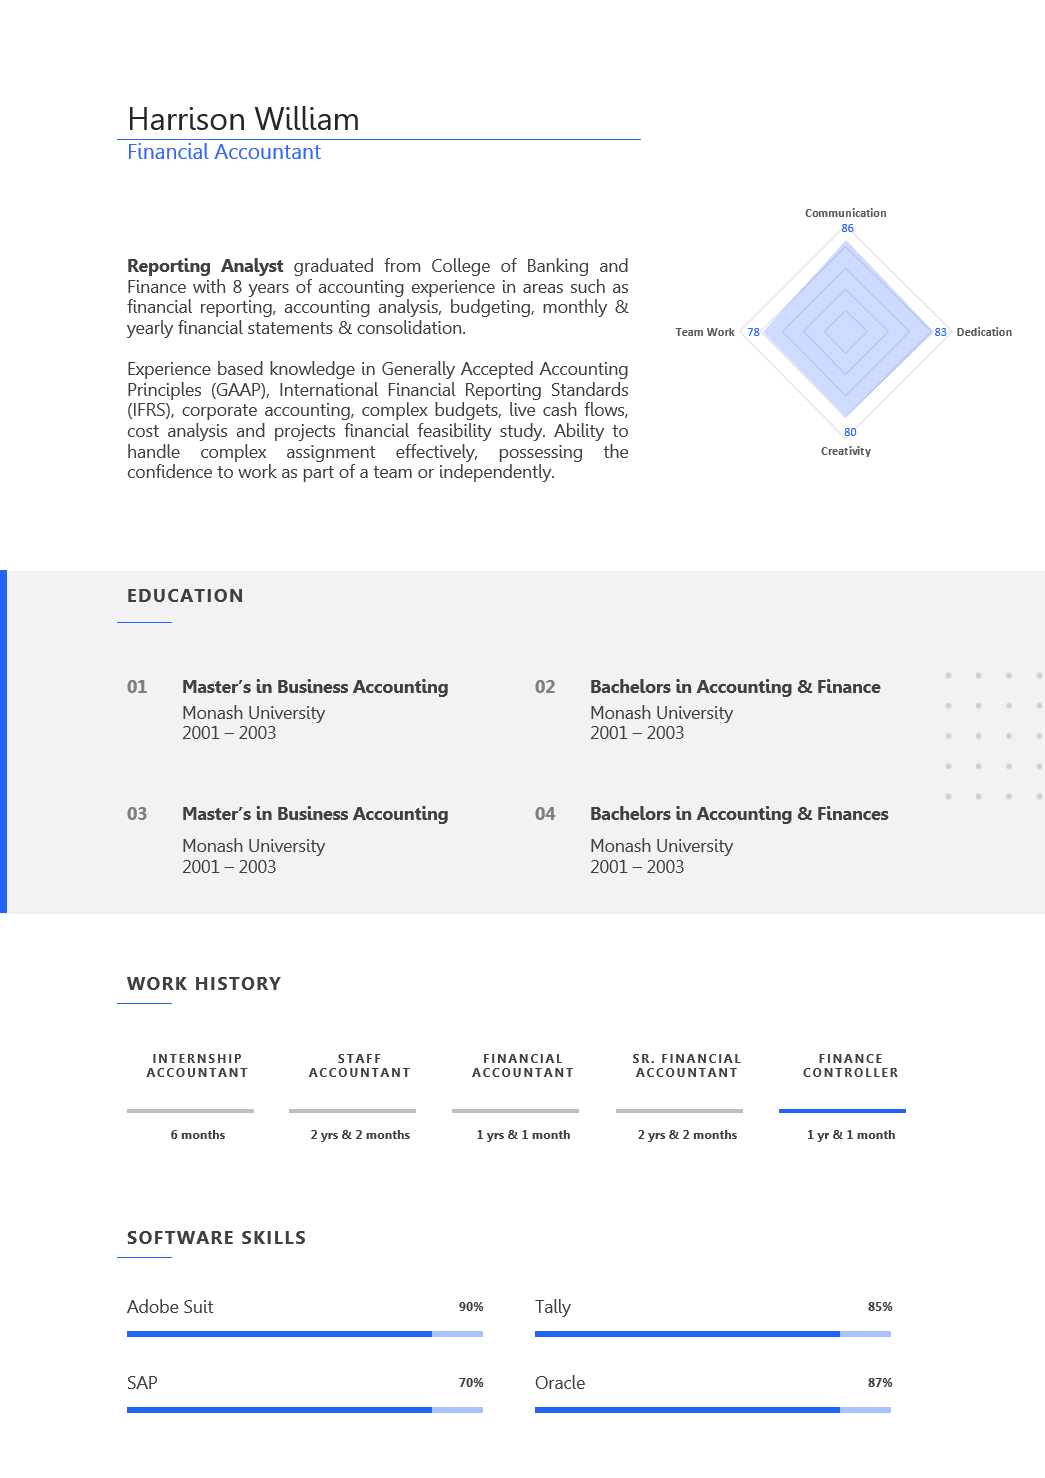 Harrison William
Financial Accountant
Reporting Analyst graduated from College of Banking and
Finance with 8 years of accounting experience in areas such as
financial reporting, accounting analysis, budgeting, monthly &
yearly financial statements & consolidation.
Experience based knowledge in Generally Accepted Accounting
Principles (GAAP), International Financial Reporting Standards
(IFRS), corporate accounting, complex budgets, live cash flows,
cost analysis and projects financial feasibility study. Ability to
handle complex assignment effectively, possessing the
confidence to work as part of a team or independently.
Communication
86
Team Work 78 83 Dedication
80
Creativity
EDUCATION
01 Master’s in Business Accounting
Monash University
2001 – 2003
02 Bachelors in Accounting & Finance
Monash University
2001 – 2003
03 Master’s in Business Accounting
Monash University
2001 – 2003
04 Bachelors in Accounting & Finances
Monash University
2001 – 2003
WORK HISTORY
INTERNSHIP
ACCOUNTANT
6 months
STAFF
ACCOUNTANT
2 yrs & 2 months
FINANCIAL
ACCOUNTANT
1 yrs & 1 month
SR. FINANCIAL
ACCOUNTANT
2 yrs & 2 months
FINANCE
CONTROLLER
1 yr & 1 month
SOFTWARE SKILLS
Adobe Suit 90%
Tally 85%
SAP 70%
Oracle 87%